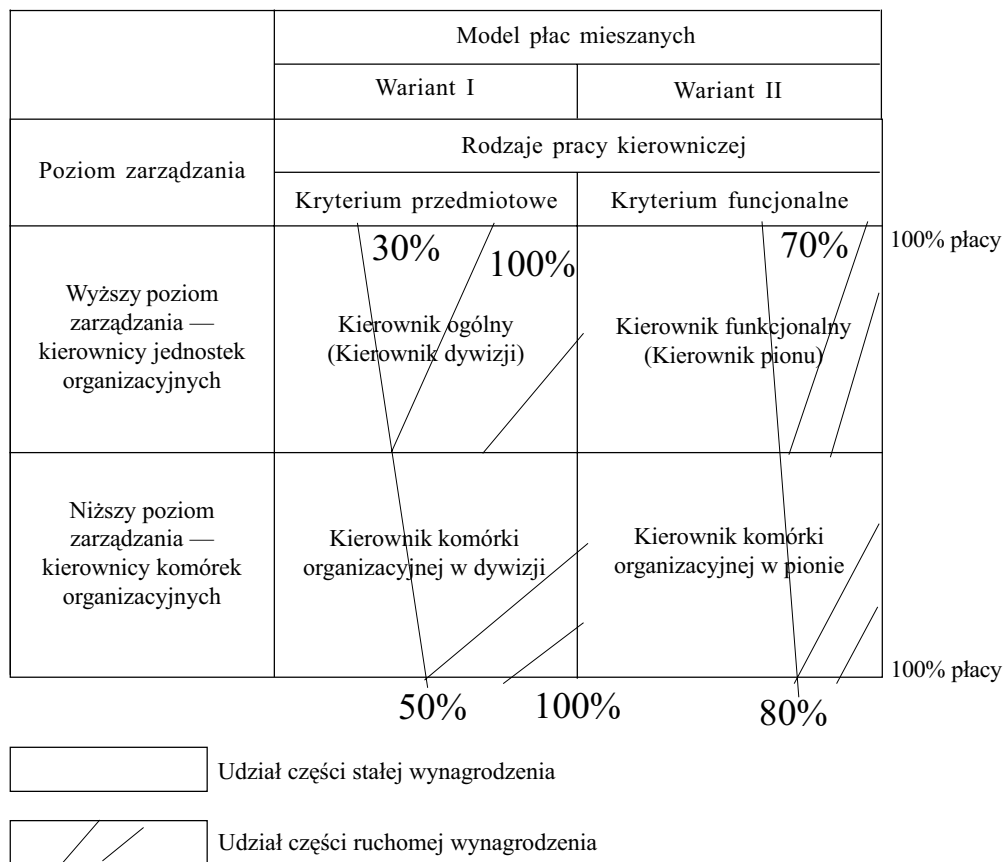 Model płac mieszanych
Wariant I
Wariant II
Poziom zarządzania
Rodzaje pracy kierowniczej
Kryterium przedmiotowe
Kryterium funcjonalne
30%
100%
70%
100% płacy
Wyższy poziom
zarządzania —
kierownicy jednostek
organizacyjnych
Kierownik ogólny
(Kierownik dywizji)
Kierownik funkcjonalny
(Kierownik pionu)
Niższy poziom
zarządzania —
kierownicy komórek
organizacyjnych
Kierownik komórki
organizacyjnej w dywizji
Kierownik komórki
organizacyjnej w pionie
100% płacy
50%
100%
80%
Udział części stałej wynagrodzenia
Udział części ruchomej wynagrodzenia